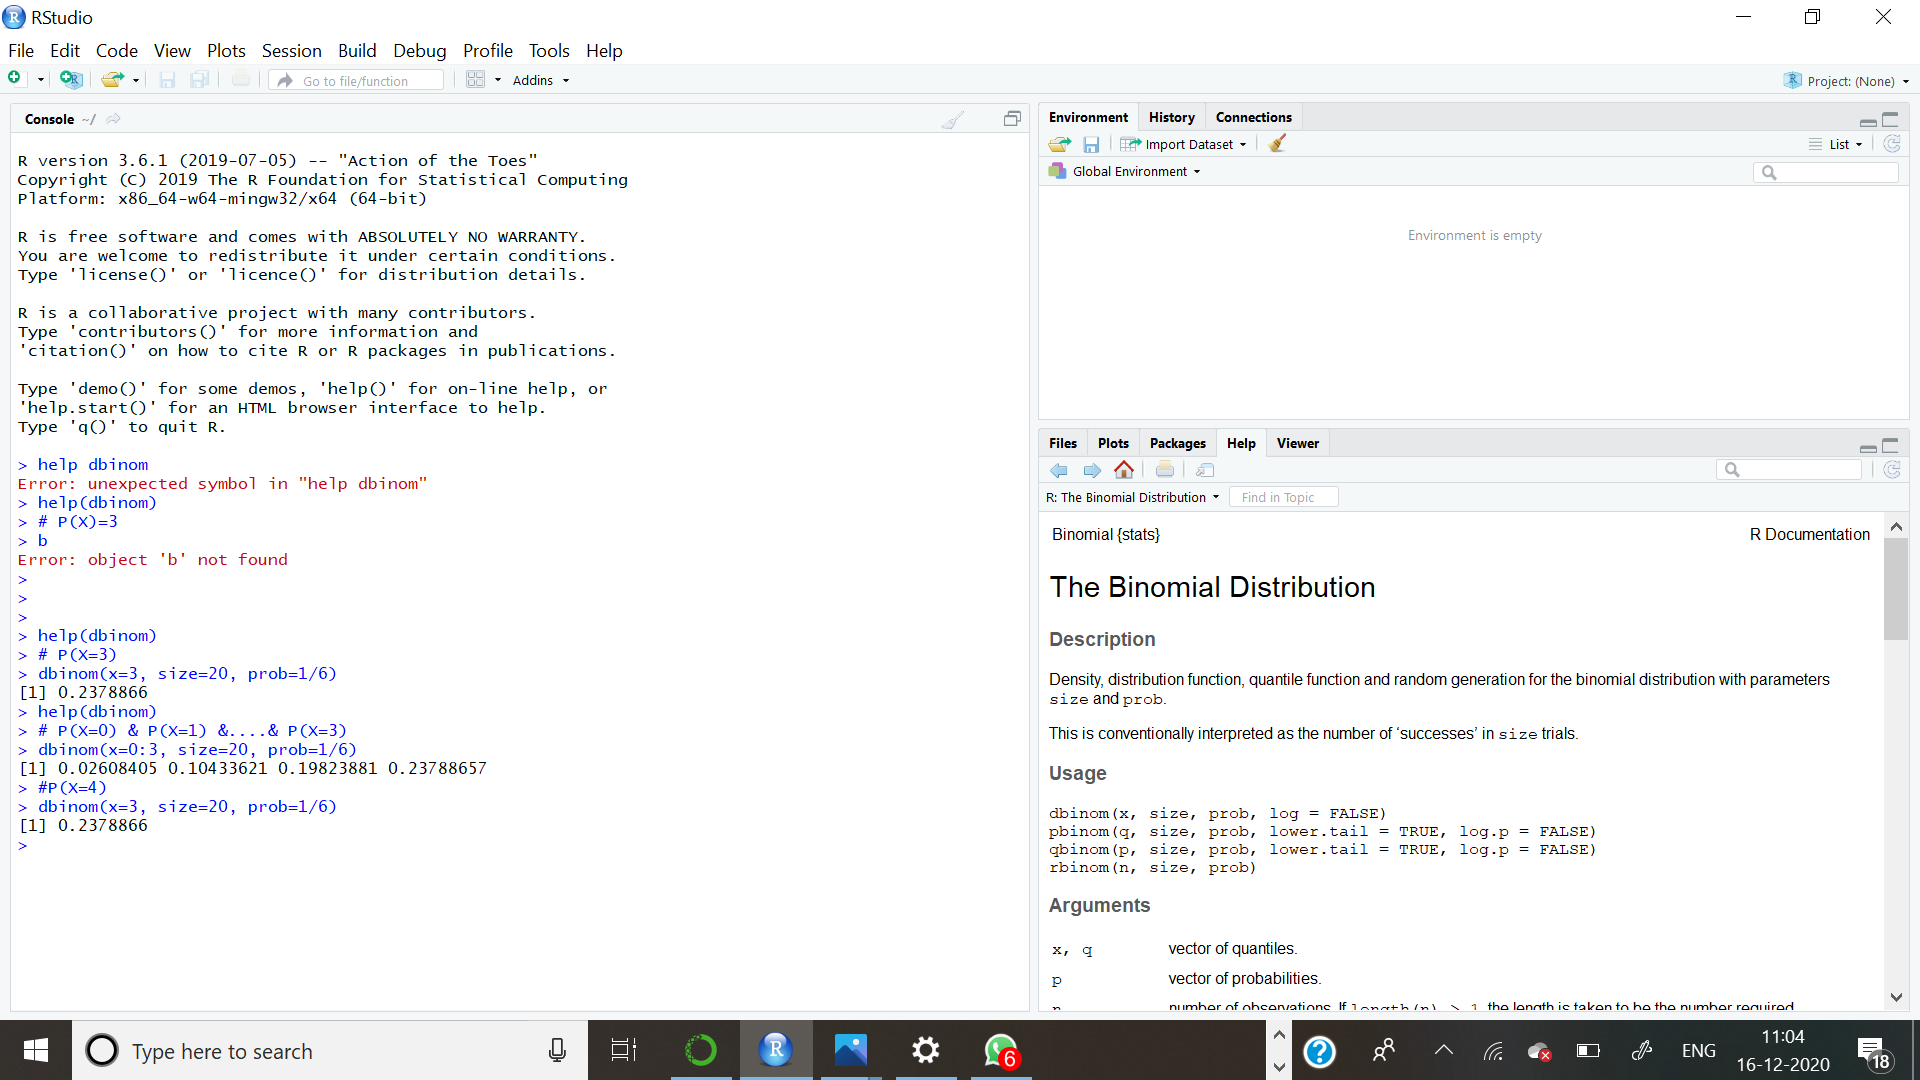 RStudio
File Edit Code View Plots Session Build Debug Profile Tools Help
Go to file/function Addins Project: (None)
Console ~/
R version 3.6.1 (2019-07-05) -- "Action of the Toes"
Copyright (C) 2019 The R Foundation for Statistical Computing
Platform: x86_64-w64-mingw32/x64 (64-bit)
R is free software and comes with ABSOLUTELY NO WARRANTY.
You are welcome to redistribute it under certain conditions.
Type 'license()' or 'licence()' for distribution details.
R is a collaborative project with many contributors.
Type 'contributors()' for more information and
'citation()' on how to cite R or R packages in publications.
Type 'demo()' for some demos, 'help()' for on-line help, or
'help.start()' for an HTML browser interface to help.
Type 'q()' to quit R.
> help dbinom
Error: unexpected symbol in "help dbinom"
> help(dbinom)
> # P(X)=3
> b
Error: object 'b' not found
>
>
>
> help(dbinom)
> # P(X=3)
> dbinom(x=3, size=20, prob=1/6)
[1] 0.2378866
> help(dbinom)
> # P(X=0) & P(X=1) &....& P(X=3)
> dbinom(x=0:3, size=20, prob=1/6)
[1] 0.02608405 0.10433621 0.19823881 0.23788657
> #P(X=4)
> dbinom(x=3, size=20, prob=1/6)
[1] 0.2378866
>
Environment History Connections
Import Dataset List
Global Environment
Environment is empty
Files Plots Packages Help Viewer
R: The Binomial Distribution Find in Topic
Binomial {stats} R Documentation
The Binomial Distribution
Description
Density, distribution function, quantile function and random generation for the binomial distribution with parameters
size and prob.
This is conventionally interpreted as the number of ‘successes’ in size trials.
Usage
dbinom(x, size, prob, log = FALSE)
pbinom(q, size, prob, lower.tail = TRUE, log.p = FALSE)
qbinom(p, size, prob, lower.tail = TRUE, log.p = FALSE)
rbinom(n, size, prob)
Arguments
x, q vector of quantiles.
p vector of probabilities.
n number of observations. If length(n) > 1, the length is taken to be the number required.
Type here to search R 6 ENG 11:04
16-12-2020 18